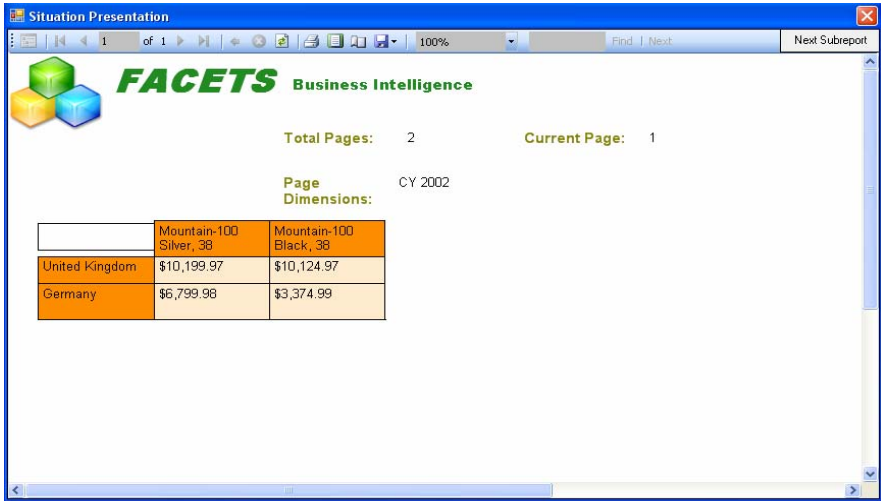 Situation Presentation
1 of 1 100% Find | Next Next Subreport
FACETS Business Intelligence
Total Pages: 2 Current Page: 1
Page CY 2002
Dimensions:
Mountain-100 Mountain-100
Silver, 38 Black, 38
United Kingdom $10,199.97 $10,124.97
Germany $6,799.98 $3,374.99